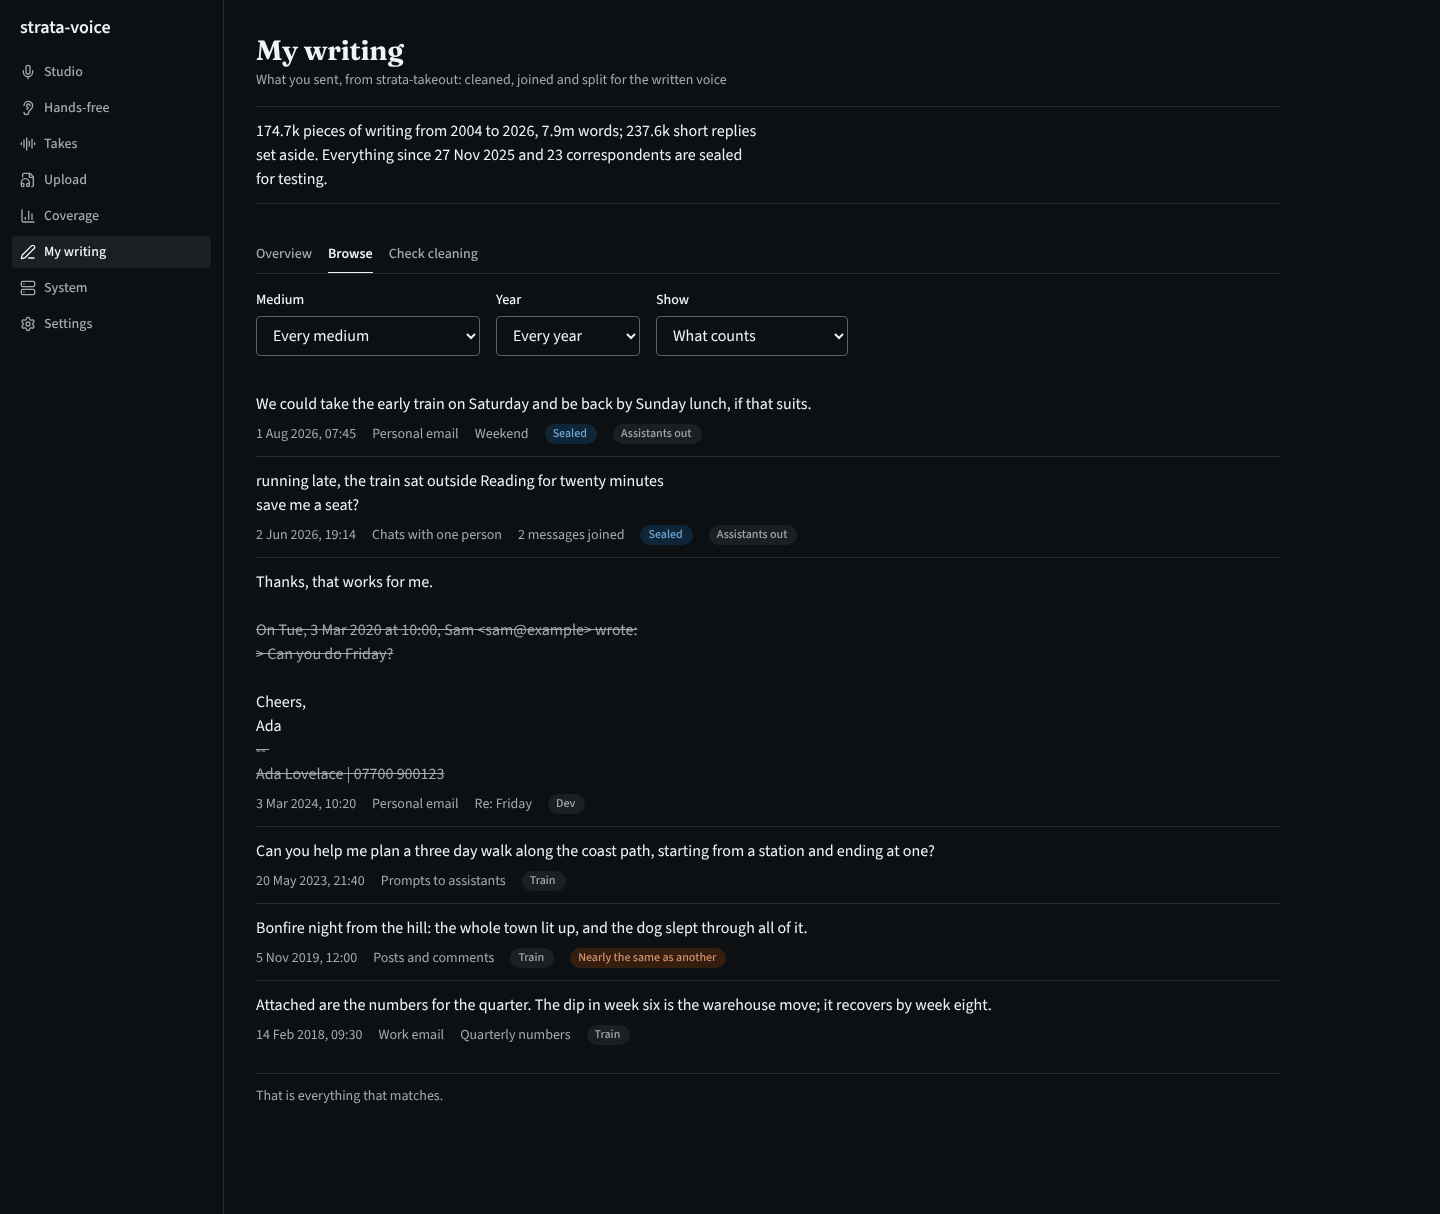 strata-voice
Studio
Hands-free
Takes
Upload
Coverage
My writing
System
Settings
My writing
What you sent, from strata-takeout: cleaned, joined and split for the written voice
174.7k pieces of writing from 2004 to 2026, 7.9m words; 237.6k short replies
set aside. Everything since 27 Nov 2025 and 23 correspondents are sealed
for testing.
Overview Browse Check cleaning
Medium Year Show
Every medium Every year What counts
We could take the early train on Saturday and be back by Sunday lunch, if that suits.
1 Aug 2026, 07:45 Personal email Weekend Sealed Assistants out
running late, the train sat outside Reading for twenty minutes
save me a seat?
2 Jun 2026, 19:14 Chats with one person 2 messages joined Sealed Assistants out
Thanks, that works for me.
On Tue, 3 Mar 2020 at 10:00, Sam <sam@example> wrote:
> Can you do Friday?
Cheers,
Ada
--
Ada Lovelace | 07700 900123
3 Mar 2024, 10:20 Personal email Re: Friday Dev
Can you help me plan a three day walk along the coast path, starting from a station and ending at one?
20 May 2023, 21:40 Prompts to assistants Train
Bonfire night from the hill: the whole town lit up, and the dog slept through all of it.
5 Nov 2019, 12:00 Posts and comments Train Nearly the same as another
Attached are the numbers for the quarter. The dip in week six is the warehouse move; it recovers by week eight.
14 Feb 2018, 09:30 Work email Quarterly numbers Train
That is everything that matches.